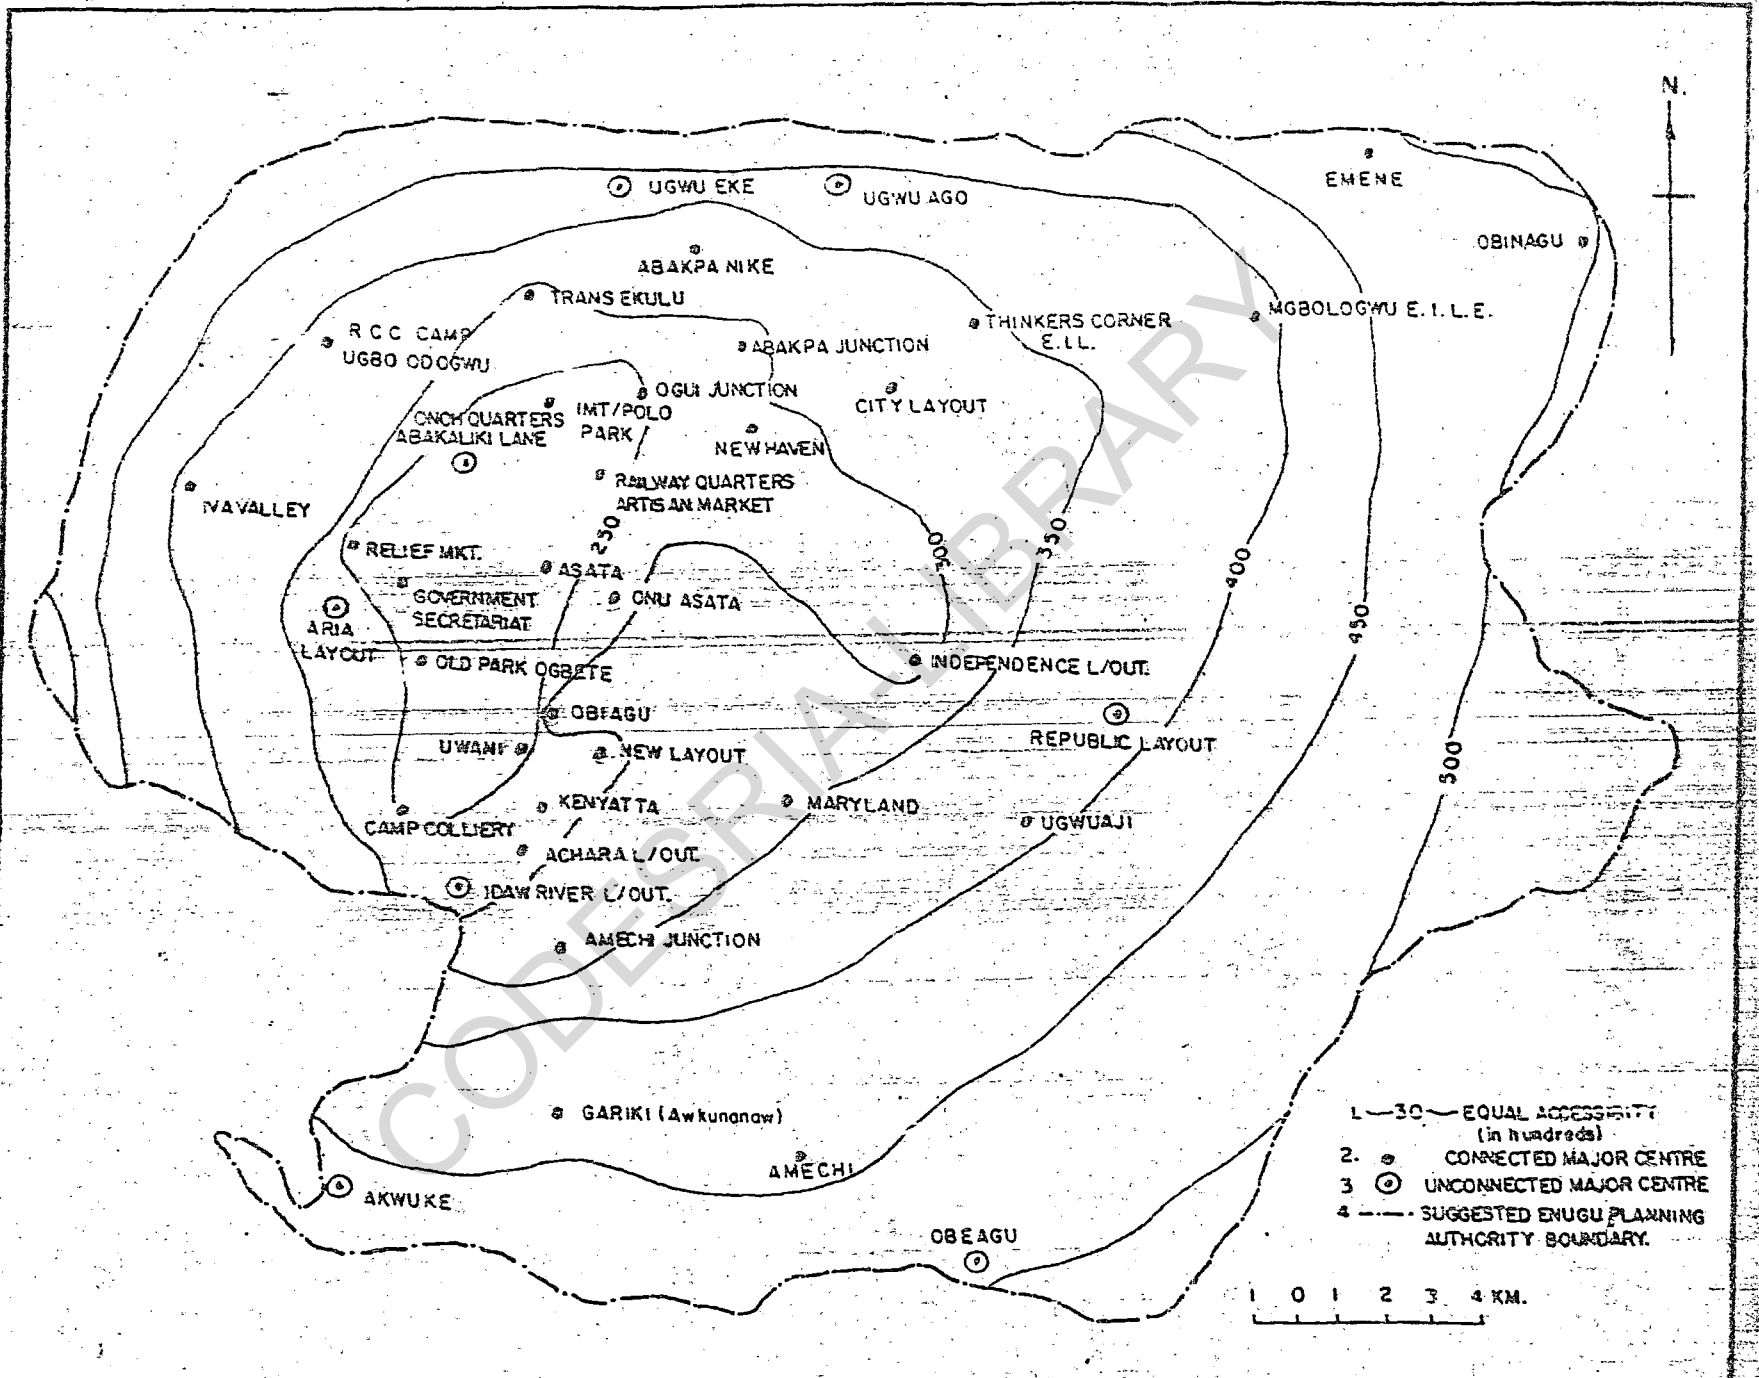 N.
EMENE
UGWU EKE
UGWU AGO
OBINAGU
ABAKPA NIKE
TRANS EKULU
MGBOLOGWU E.I.L.E.
THINKERS CORNER
E.I.L.
R C C CAMP
UGBO ODOGWU
ABAKPA JUNCTION
OGUI JUNCTION
CITY LAYOUT
IMT/POLO
PARK
QUARTERS
ABAKALIKI LANE
NEW HAVEN
RAILWAY QUARTERS
ARTISAN MARKET
IVA VALLEY
250
300
350
400
450
500
RELIEF MKT.
ASATA
GOVERNMENT
SECRETARIAT
ONU ASATA
ARIA
LAYOUT
OLD PARK OGBETE
INDEPENDENCE L/OUT.
OBEAGU
REPUBLIC LAYOUT
UWANI
NEW LAYOUT
KENYATTA
MARYLAND
UGWUAJI
CAMP COLLIERY
ACHARA L/OUT.
IDAW RIVER L/OUT.
AMECHI JUNCTION
GARIKI (Awkunanaw)
AMECHI
AKWUKE
OBEAGU
1 —30— EQUAL ACCESSIBITY
(in hundreds)
2. CONNECTED MAJOR CENTRE
3 UNCONNECTED MAJOR CENTRE
4 —·—· SUGGESTED ENUGU PLANNING
AUTHORITY BOUNDARY.
1 0 1 2 3 4 KM.
CODESRIA-LIBRARY